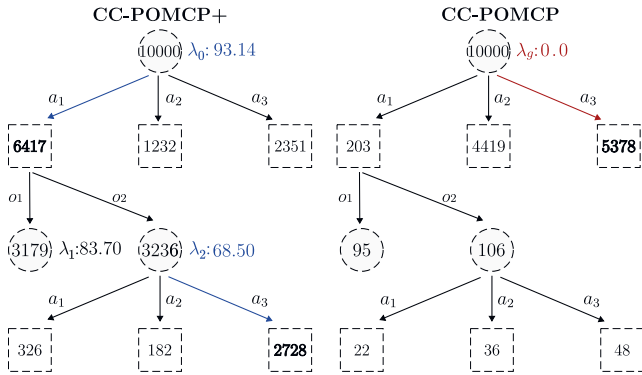 CC-POMCP+ CC-POMCP
10000 λ₀: 93.14 10000 λg: 0.0
a₁ a₂ a₃ a₁ a₂ a₃
6417 1232 2351 203 4419 5378
o₁ o₂ o₁ o₂
3179 λ₁:83.70 3236 λ₂:68.50 95 106
a₁ a₂ a₃ a₁ a₂ a₃
326 182 2728 22 36 48